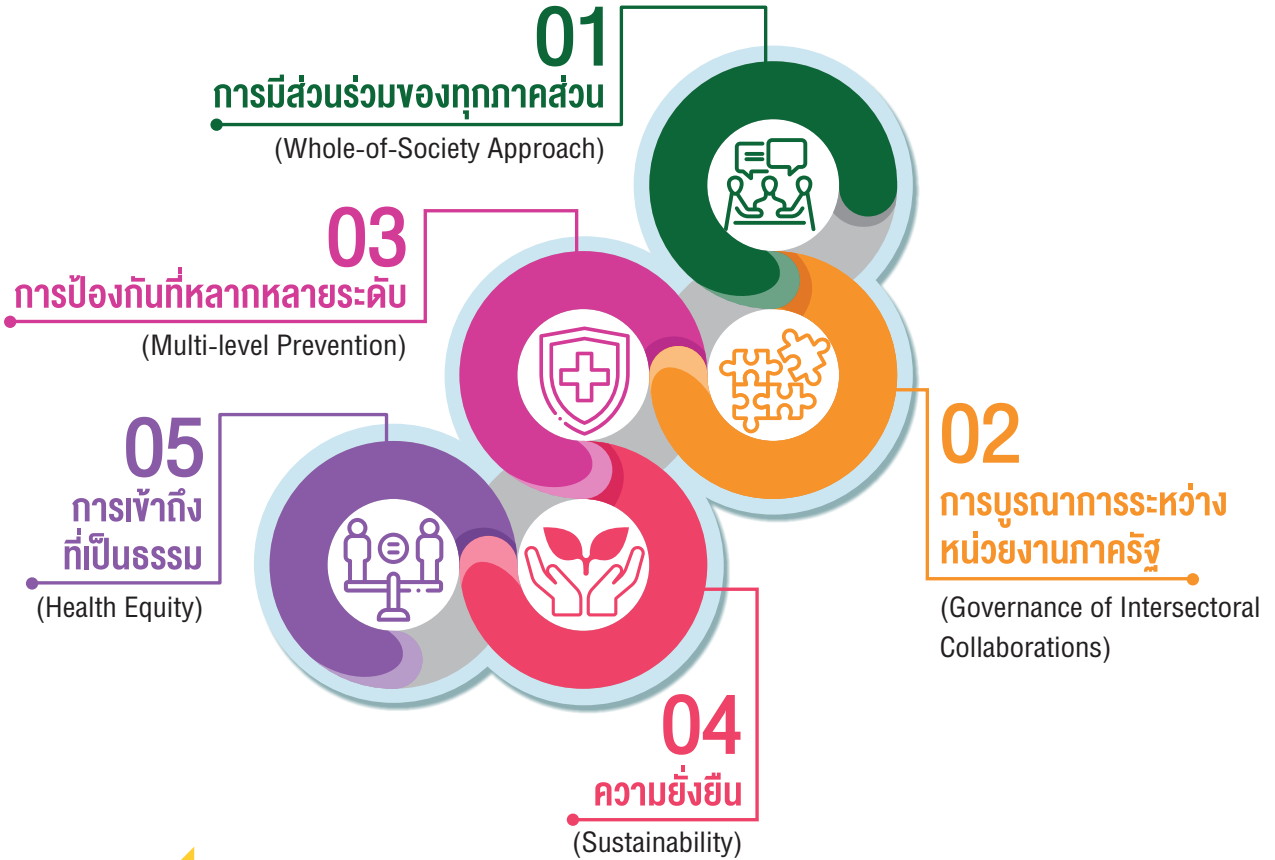 01
การมีส่วนร่วมของทุกภาคส่วน
(Whole-of-Society Approach)
02
การบูรณาการระหว่าง
หน่วยงานภาครัฐ
(Governance of Intersectoral
Collaborations)
03
การป้องกันที่หลากหลายระดับ
(Multi-level Prevention)
04
ความยั่งยืน
(Sustainability)
05
การเข้าถึง
ที่เป็นธรรม
(Health Equity)